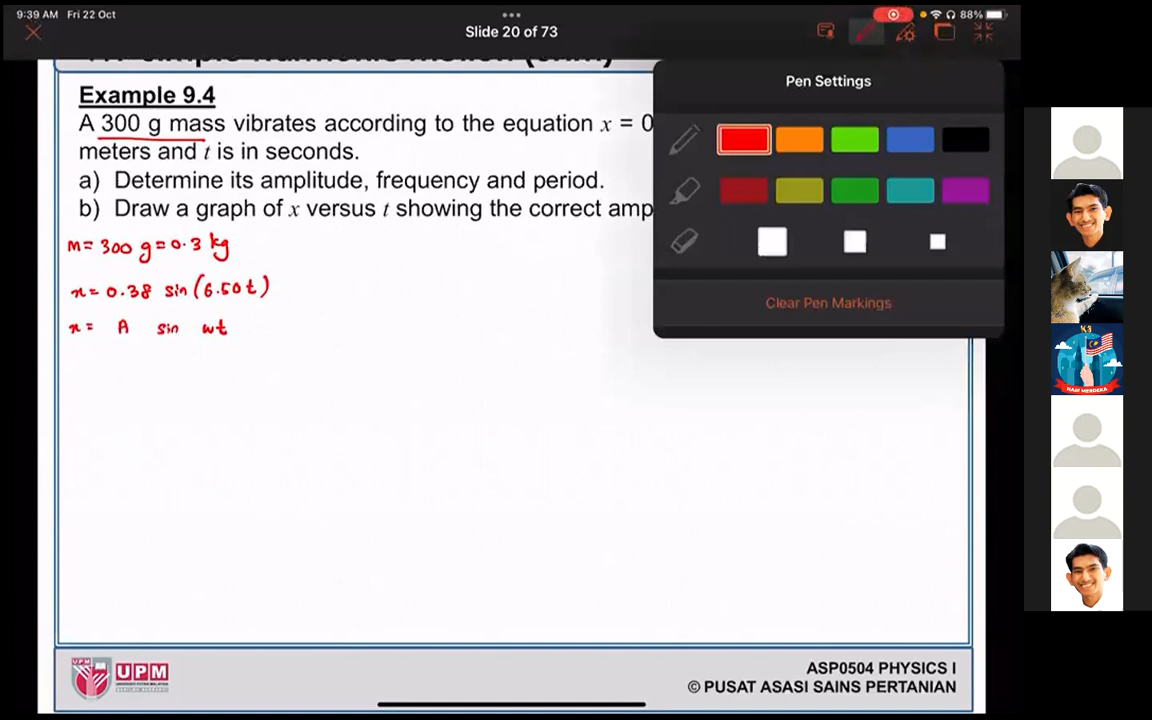 9:39 AM Fri 22 Oct
88%
Slide 20 of 73
Pen Settings
Example 9.4
A 300 g mass vibrates according to the equation x = 0
meters and t is in seconds.
a) Determine its amplitude, frequency and period.
b) Draw a graph of x versus t showing the correct amp
m = 300 g = 0.3 kg
x = 0.38 sin (6.50t)
x = A sin ωt
Clear Pen Markings
HARI MERDEKA
UPM
UPM
ASP0504 PHYSICS I
© PUSAT ASASI SAINS PERTANIAN